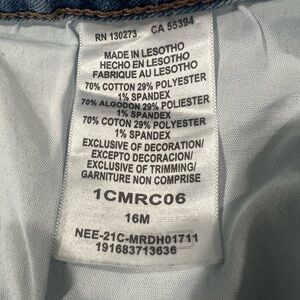 RN 130273 CA 55394
MADE IN LESOTHO
HECHO EN LESOTHO
FABRIQUE AU LESOTHO
70% COTTON 29% POLYESTER
1% SPANDEX
70% ALGODON 29% POLYESTER
1% SPANDEX
70% COTTON 29% POLYESTER
1% SPANDEX
EXCLUSIVE OF DECORATION/
EXCEPTO DECORACION/
EXCLUSIVE OF TRIMMING/
GARNITURE NON COMPRISE
1CMRC06
16M
NEE-21C-MRDH01711
191683713636